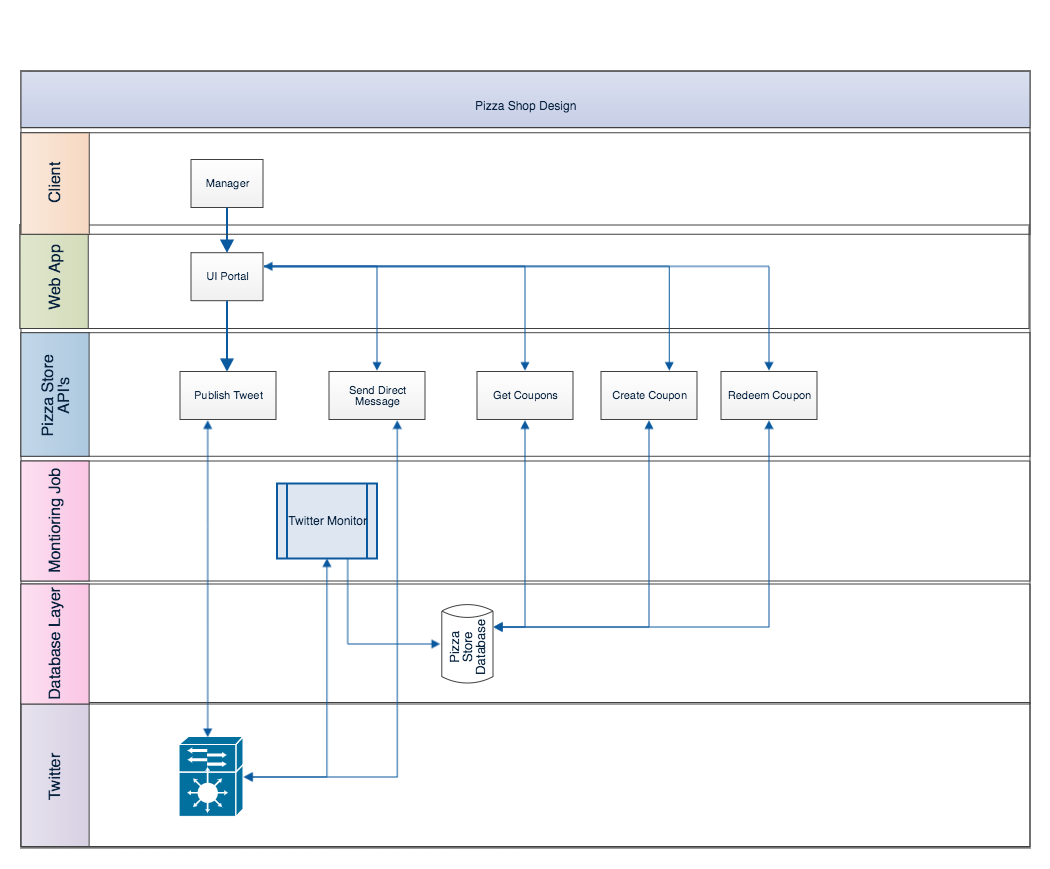 Pizza Shop Design
Client
Manager
Web App
UI Portal
Pizza Store
API's
Publish Tweet
Send Direct
Message
Get Coupons
Create Coupon
Redeem Coupon
Montioring Job
Twitter Monitor
Database Layer
Pizza
Store
Database
Twitter